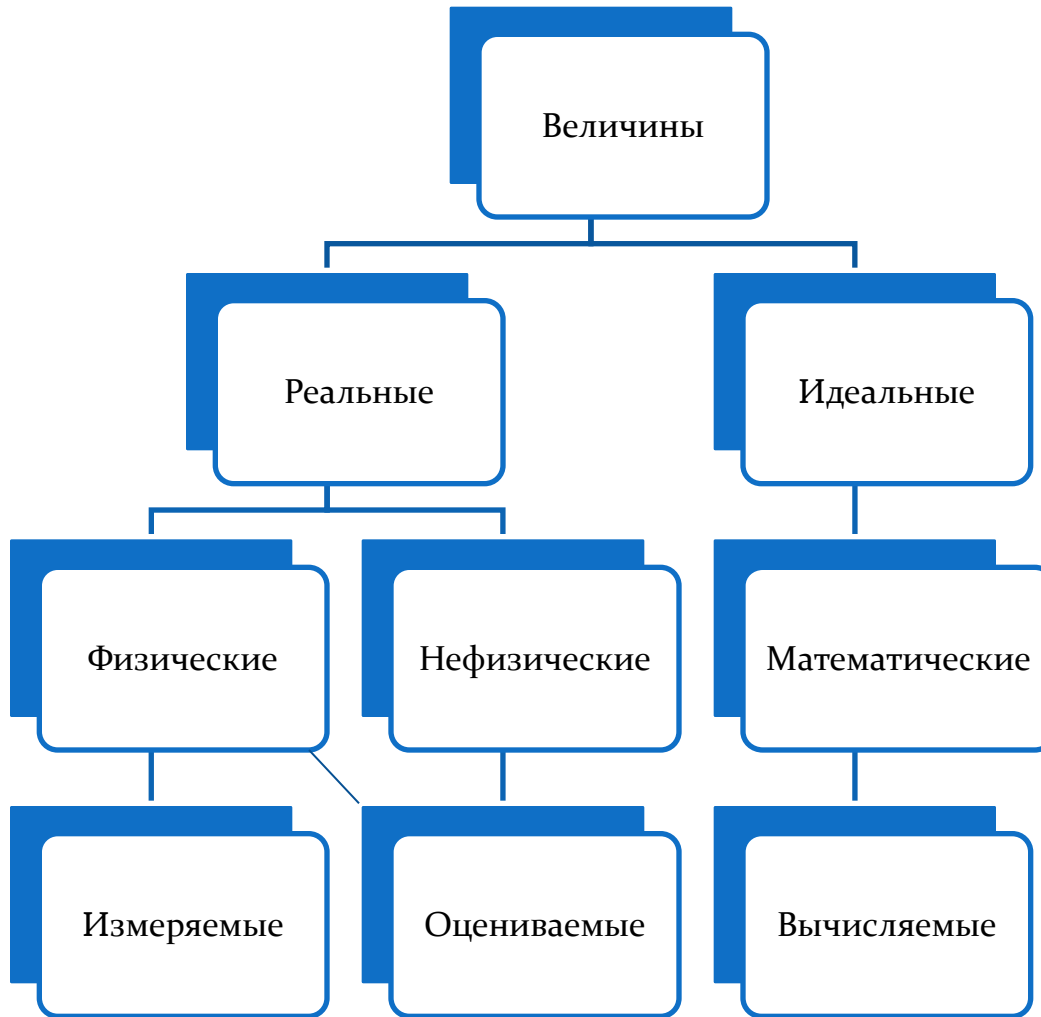 Величины
Реальные
Идеальные
Физические
Нефизические
Математические
Измеряемые
Оцениваемые
Вычисляемые